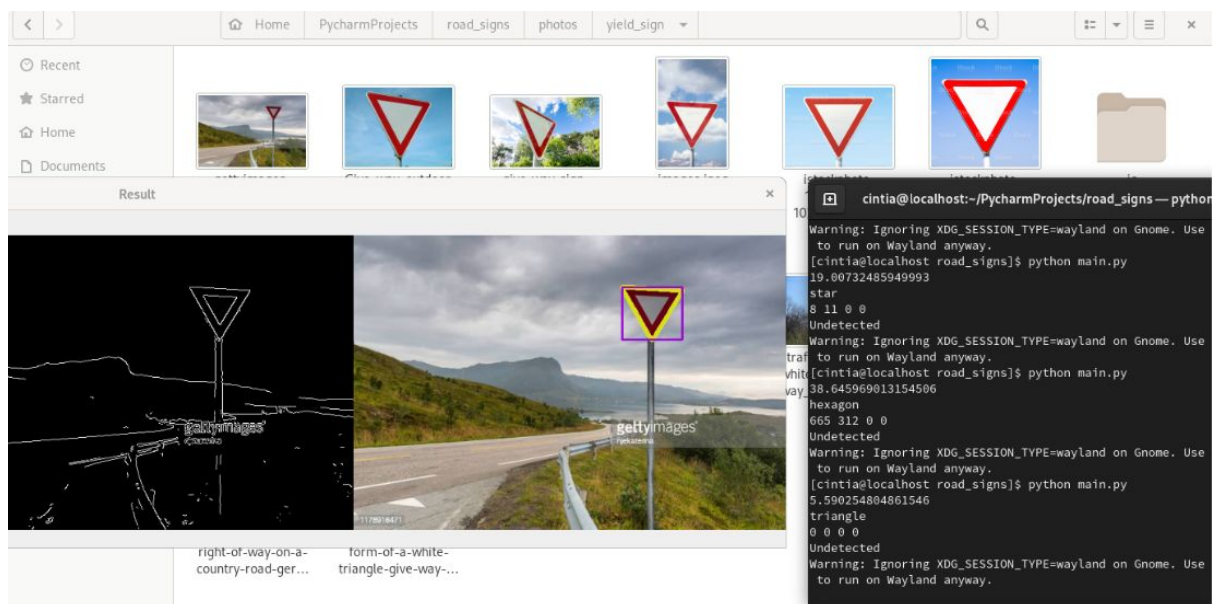 Home PycharmProjects road_signs photos yield_sign
Recent
Starred
Home
Documents
Result
cintia@localhost:~/PycharmProjects/road_signs — python
Warning: Ignoring XDG_SESSION_TYPE=wayland on Gnome. Use
to run on Wayland anyway.
[cintia@localhost road_signs]$ python main.py
19.00732485949993
star
8 11 0 0
Undetected
Warning: Ignoring XDG_SESSION_TYPE=wayland on Gnome. Use
to run on Wayland anyway.
[cintia@localhost road_signs]$ python main.py
38.645969013154506
hexagon
665 312 0 0
Undetected
Warning: Ignoring XDG_SESSION_TYPE=wayland on Gnome. Use
to run on Wayland anyway.
[cintia@localhost road_signs]$ python main.py
5.590254804861546
triangle
0 0 0 0
Undetected
Warning: Ignoring XDG_SESSION_TYPE=wayland on Gnome. Use
to run on Wayland anyway.
gettyimages
gettyimages
1178918471
right-of-way-on-a-
country-road-ger...
form-of-a-white-
triangle-give-way-...